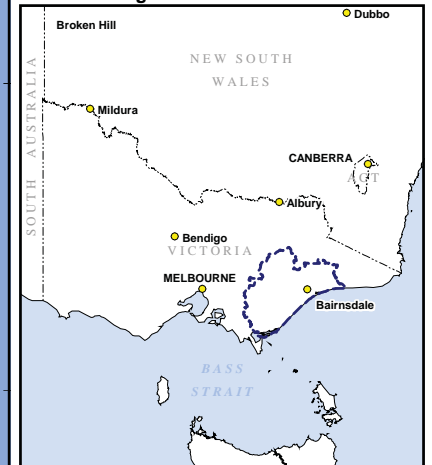 Dubbo
Broken Hill
NEW SOUTH
WALES
SOUTH AUSTRALIA
Mildura
CANBERRA
ACT
Albury
Bendigo
VICTORIA
MELBOURNE
Bairnsdale
BASS
STRAIT